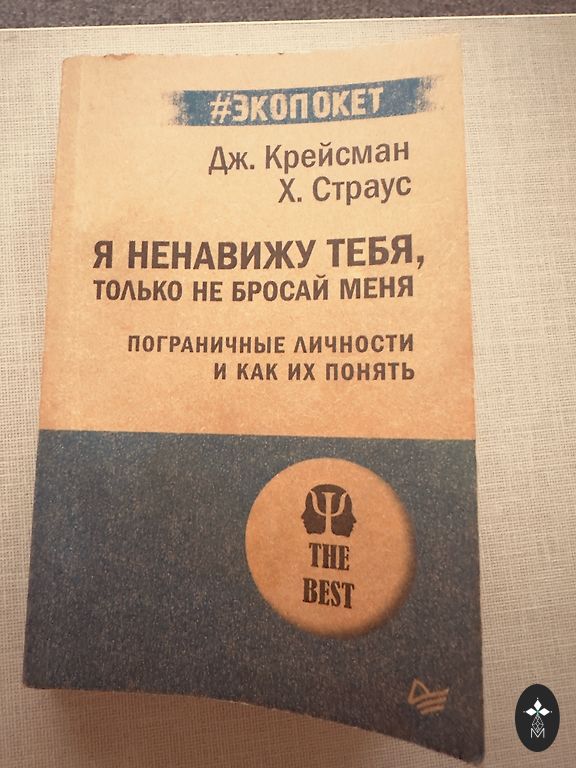 #ЭКОПОКЕТ
Дж. Крейсман
Х. Страус
Я НЕНАВИЖУ ТЕБЯ,
ТОЛЬКО НЕ БРОСАЙ МЕНЯ
ПОГРАНИЧНЫЕ ЛИЧНОСТИ
И КАК ИХ ПОНЯТЬ
Ψ
THE
BEST
M